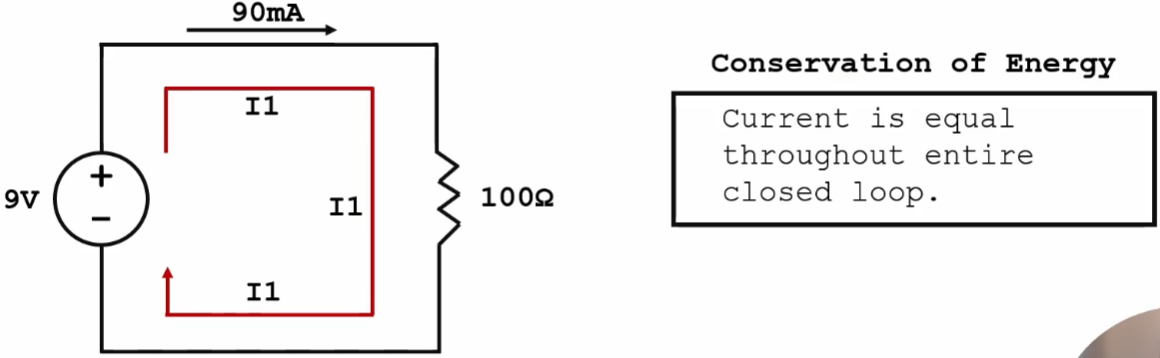 90mA
I1
+
9V
I1
100Ω
−
I1
Conservation of Energy
Current is equal
throughout entire
closed loop.